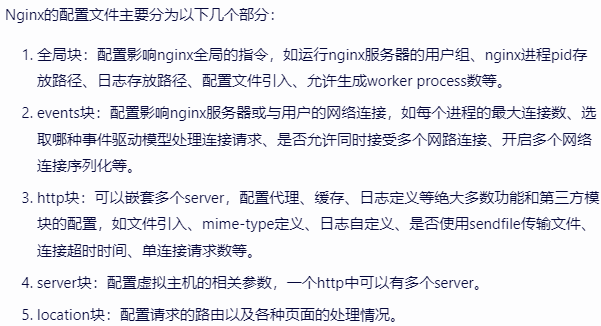 Nginx的配置文件主要分为以下几个部分：
1. 全局块：配置影响nginx全局的指令，如运行nginx服务器的用户组、nginx进程pid存
放路径、日志存放路径、配置文件引入、允许生成worker process数等。
2. events块：配置影响nginx服务器或与用户的网络连接，如每个进程的最大连接数、选
取哪种事件驱动模型处理连接请求、是否允许同时接受多个网路连接、开启多个网络
连接序列化等。
3. http块：可以嵌套多个server，配置代理、缓存、日志定义等绝大多数功能和第三方模
块的配置，如文件引入、mime-type定义、日志自定义、是否使用sendfile传输文件、
连接超时时间、单连接请求数等。
4. server块：配置虚拟主机的相关参数，一个http中可以有多个server。
5. location块：配置请求的路由以及各种页面的处理情况。